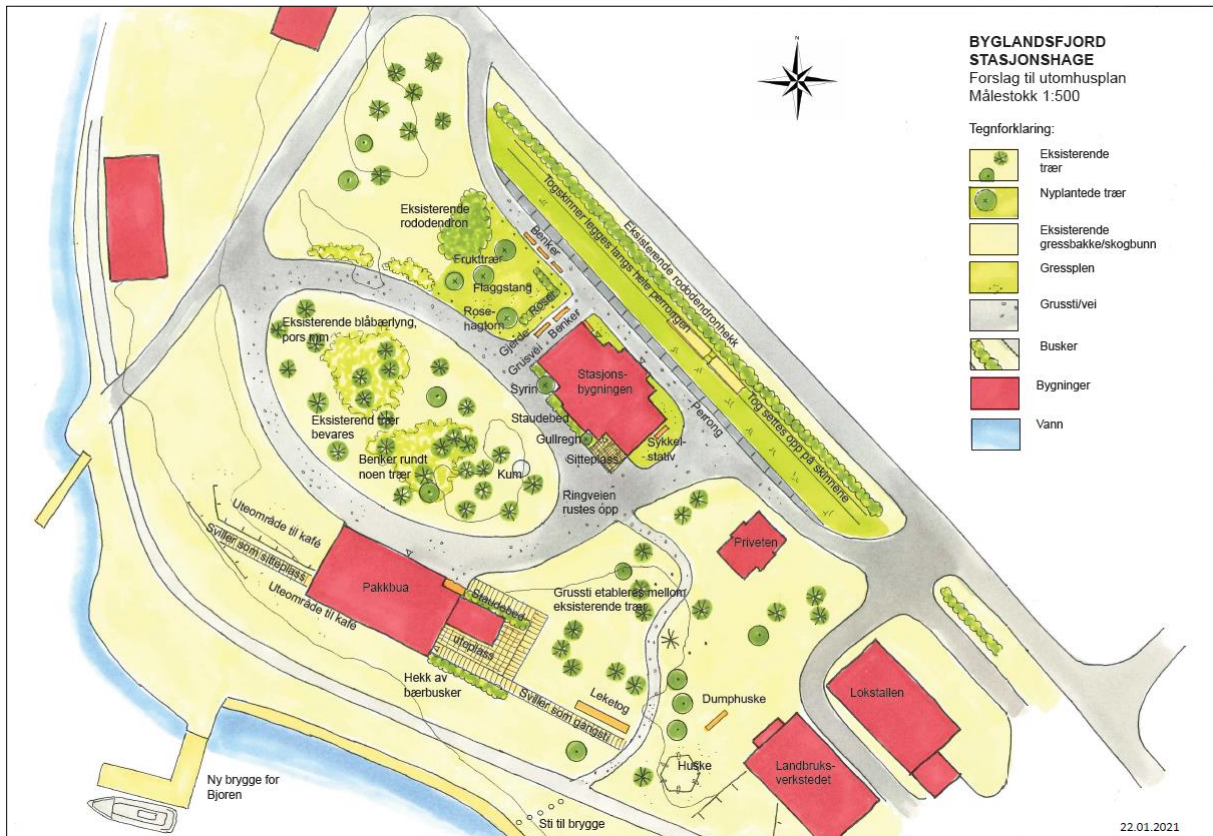 BYGLANDSFJORD
STASJONSHAGE
Forslag til utomhusplan
Målestokk 1:500
Tegnforklaring:
Eksisterende
trær
Nyplantede trær
Eksisterende
gressbakke/skogbunn
Gressplen
Grussti/vei
Busker
Bygninger
Vann
N
Eksisterende
rododendron
Benker
Togskinner legges langs hele perrongen
Eksisterende rododendronhekk
Frukttrær
Flaggstang
Roser
Rose-
hagtorn
Gjerde
Benker
Grusvei
Eksisterende blåbærlyng,
pors mm
Stasjons-
bygningen
Syrin
Staudebed
Gullregn
Sitteplass
Sykkel-
stativ
Perrong
Tog settes opp på skinnene
Eksisterend trær
bevares
Benker rundt
noen trær
Kum
Ringveien
rustes opp
Uteområde til kafé
Sviller som sitteplass
Uteområde til kafé
Pakkbua
Staudebed
uteplass
Priveten
Grussti etableres mellom
eksisterende trær
Hekk av
bærbusker
Sviller som gangsti
Leketog
Dumphuske
Lokstallen
Huske
Landbruks-
verkstedet
Ny brygge for
Bjoren
Sti til brygge
22.01.2021